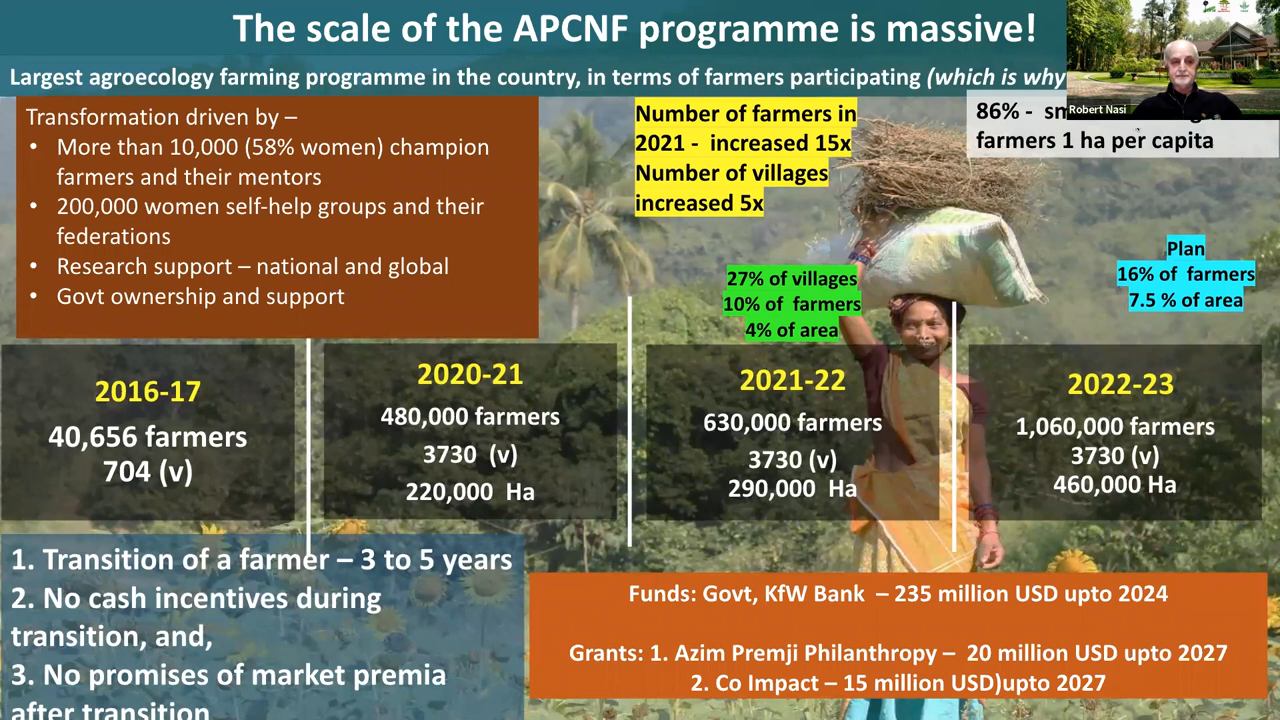 The scale of the APCNF programme is massive!
Largest agroecology farming programme in the country, in terms of farmers participating (which is why
Robert Nasi
Transformation driven by –
• More than 10,000 (58% women) champion
farmers and their mentors
• 200,000 women self-help groups and their
federations
• Research support – national and global
• Govt ownership and support
Number of farmers in
2021 - increased 15x
Number of villages
increased 5x
86% - sm
farmers 1 ha per capita
27% of villages
10% of farmers
4% of area
Plan
16% of farmers
7.5 % of area
2016-17
40,656 farmers
704 (v)
2020-21
480,000 farmers
3730 (v)
220,000 Ha
2021-22
630,000 farmers
3730 (v)
290,000 Ha
2022-23
1,060,000 farmers
3730 (v)
460,000 Ha
1. Transition of a farmer – 3 to 5 years
2. No cash incentives during
transition, and,
3. No promises of market premia
after transition
Funds: Govt, KfW Bank – 235 million USD upto 2024
Grants: 1. Azim Premji Philanthropy – 20 million USD upto 2027
2. Co Impact – 15 million USD)upto 2027